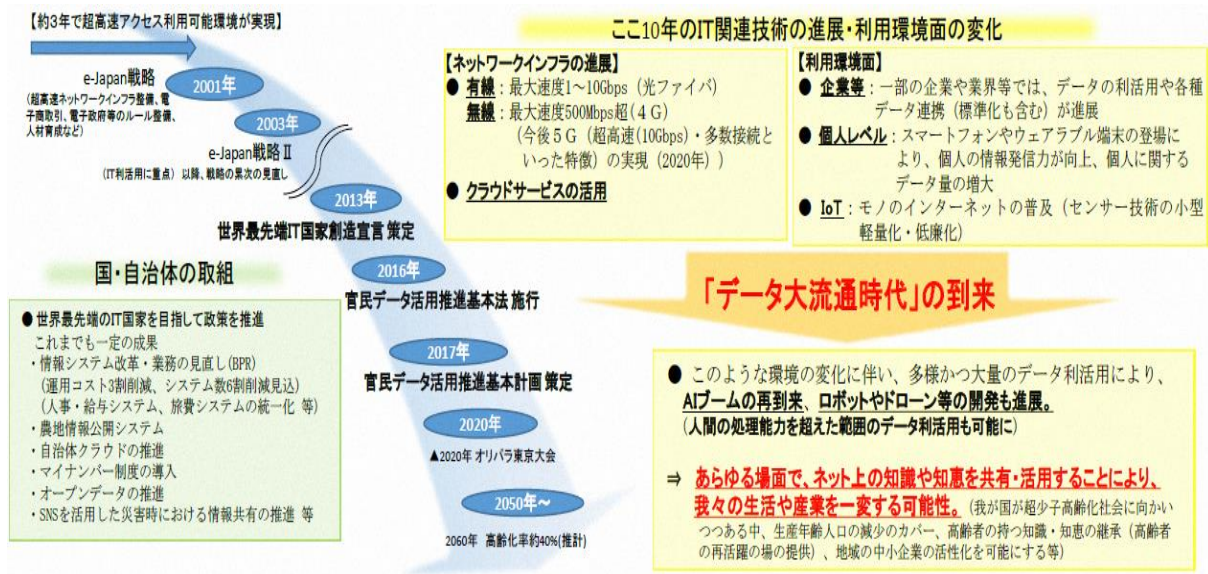 【約３年で超高速アクセス利用可能環境が実現】
e-Japan戦略
2001年
(超高速ネットワークインフラ整備、電
子商取引、電子政府等のルール整備、
人材育成など)
2003年
e-Japan戦略Ⅱ
(IT利活用に重点) 以降、戦略の累次の見直し
2013年
世界最先端IT国家創造宣言 策定
2016年
官民データ活用推進基本法 施行
2017年
官民データ活用推進基本計画 策定
2020年
▲2020年 オリパラ東京大会
2050年～
2060年 高齢化率約40%(推計)
国・自治体の取組
● 世界最先端のIT国家を目指して政策を推進
これまでも一定の成果
・情報システム改革・業務の見直し(BPR)
(運用コスト3割削減、システム数6割削減見込)
(人事・給与システム、旅費システムの統一化 等)
・農地情報公開システム
・自治体クラウドの推進
・マイナンバー制度の導入
・オープンデータの推進
・SNSを活用した災害時における情報共有の推進 等
ここ10年のIT関連技術の進展・利用環境面の変化
【ネットワークインフラの進展】
● 有線：最大速度1～10Gbps（光ファイバ）
無線：最大速度500Mbps超(４G)
(今後５G（超高速(10Gbps)・多数接続と
いった特徴）の実現（2020年）)
● クラウドサービスの活用
【利用環境面】
● 企業等：一部の企業や業界等では、データの利活用や各種
データ連携（標準化も含む）が進展
● 個人レベル：スマートフォンやウェアラブル端末の登場に
より、個人の情報発信力が向上、個人に関する
データ量の増大
● IoT：モノのインターネットの普及（センサー技術の小型
軽量化・低廉化）
「データ大流通時代」の到来
● このような環境の変化に伴い、多様かつ大量のデータ利活用により、
AIブームの再到来、ロボットやドローン等の開発も進展。
(人間の処理能力を超えた範囲のデータ利活用も可能に)
⇒ あらゆる場面で、ネット上の知識や知恵を共有・活用することにより、
我々の生活や産業を一変する可能性。（我が国が超少子高齢化社会に向かい
つつある中、生産年齢人口の減少のカバー、高齢者の持つ知識・知恵の継承（高齢者
の再活躍の場の提供）、地域の中小企業の活性化を可能にする等）